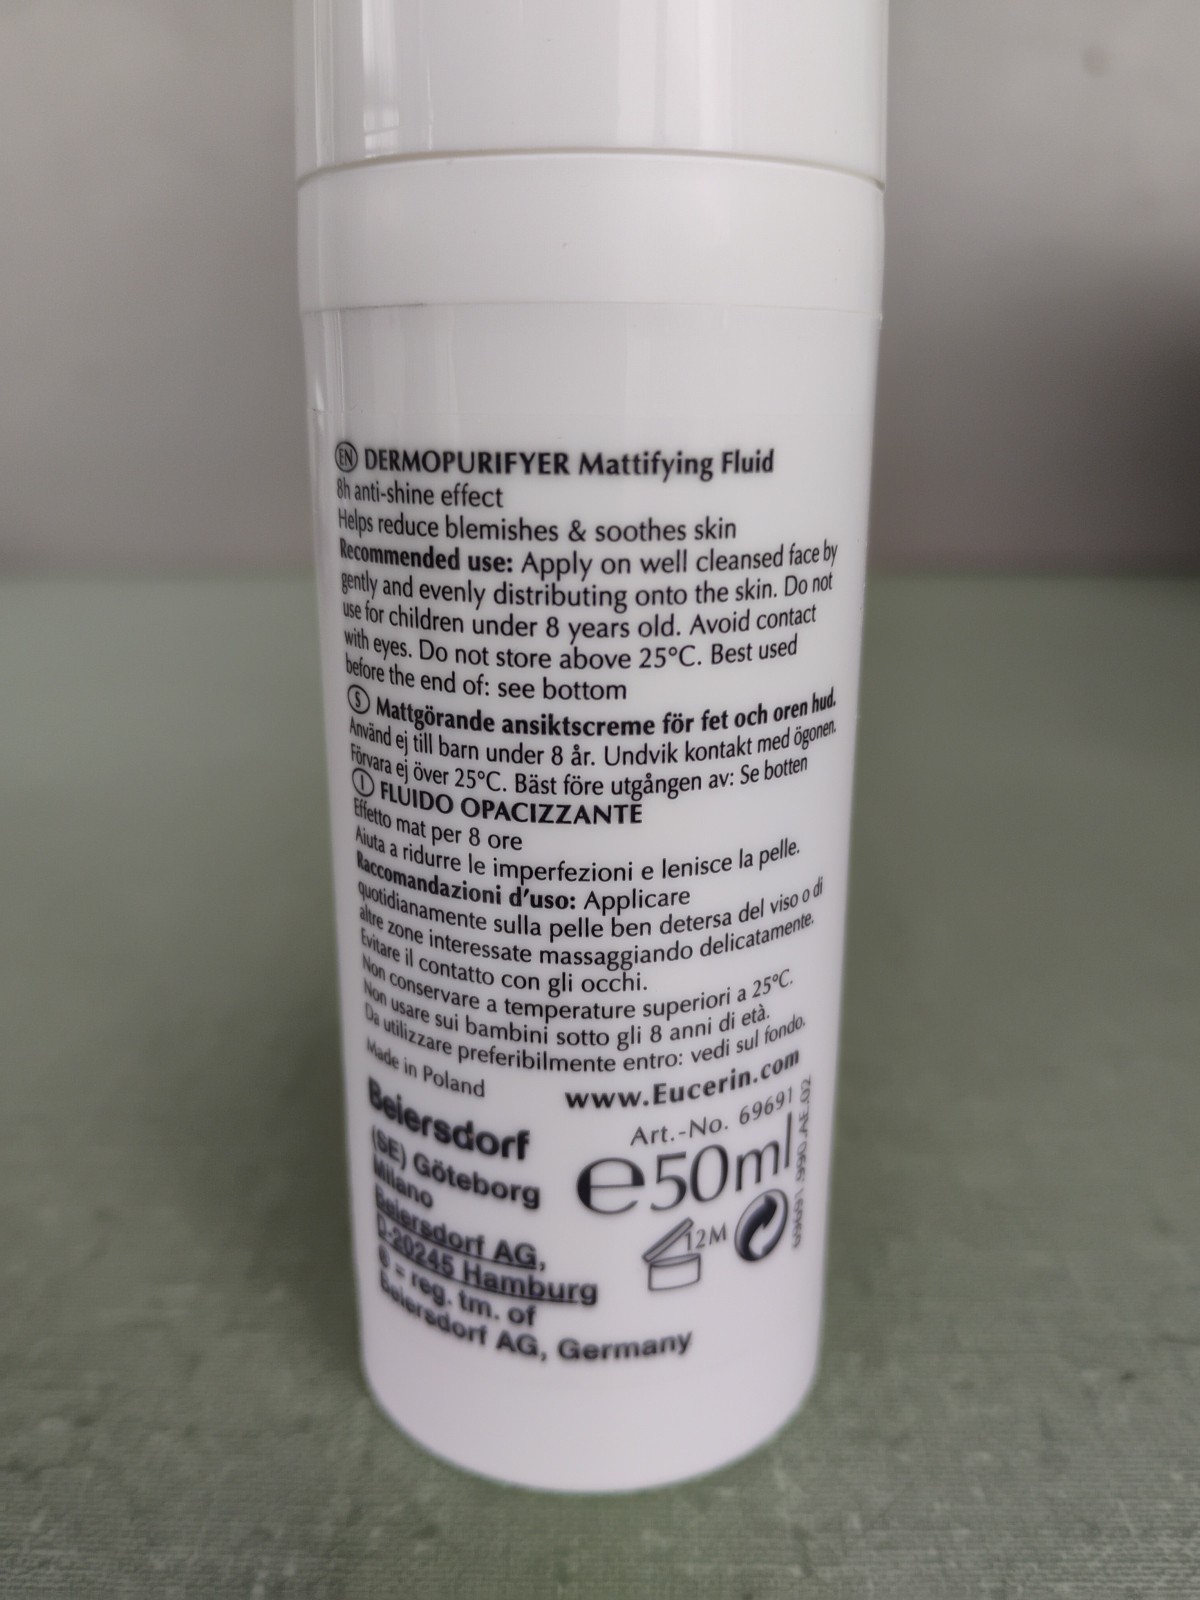 EN DERMOPURIFYER Mattifying Fluid
8h anti-shine effect
Helps reduce blemishes & soothes skin
Recommended use: Apply on well cleansed face by
gently and evenly distributing onto the skin. Do not
use for children under 8 years old. Avoid contact
with eyes. Do not store above 25°C. Best used
before the end of: see bottom
S Mattgörande ansiktscreme för fet och oren hud.
Använd ej till barn under 8 år. Undvik kontakt med ögonen.
Förvara ej över 25°C. Bäst före utgången av: Se botten
I FLUIDO OPACIZZANTE
Effetto mat per 8 ore
Aiuta a ridurre le imperfezioni e lenisce la pelle.
Raccomandazioni d'uso: Applicare
quotidianamente sulla pelle ben detersa del viso o di
altre zone interessate massaggiando delicatamente.
Evitare il contatto con gli occhi.
Non conservare a temperature superiori a 25°C.
Non usare sui bambini sotto gli 8 anni di età.
Da utilizzare preferibilmente entro: vedi sul fondo.
Made in Poland
www.Eucerin.com
Beiersdorf
Art.-No. 69691
(SE) Göteborg
Milano
℮50ml
Beiersdorf AG,
D-20245 Hamburg
12M
® = reg. tm. of
Beiersdorf AG, Germany
69691.990.AE.02